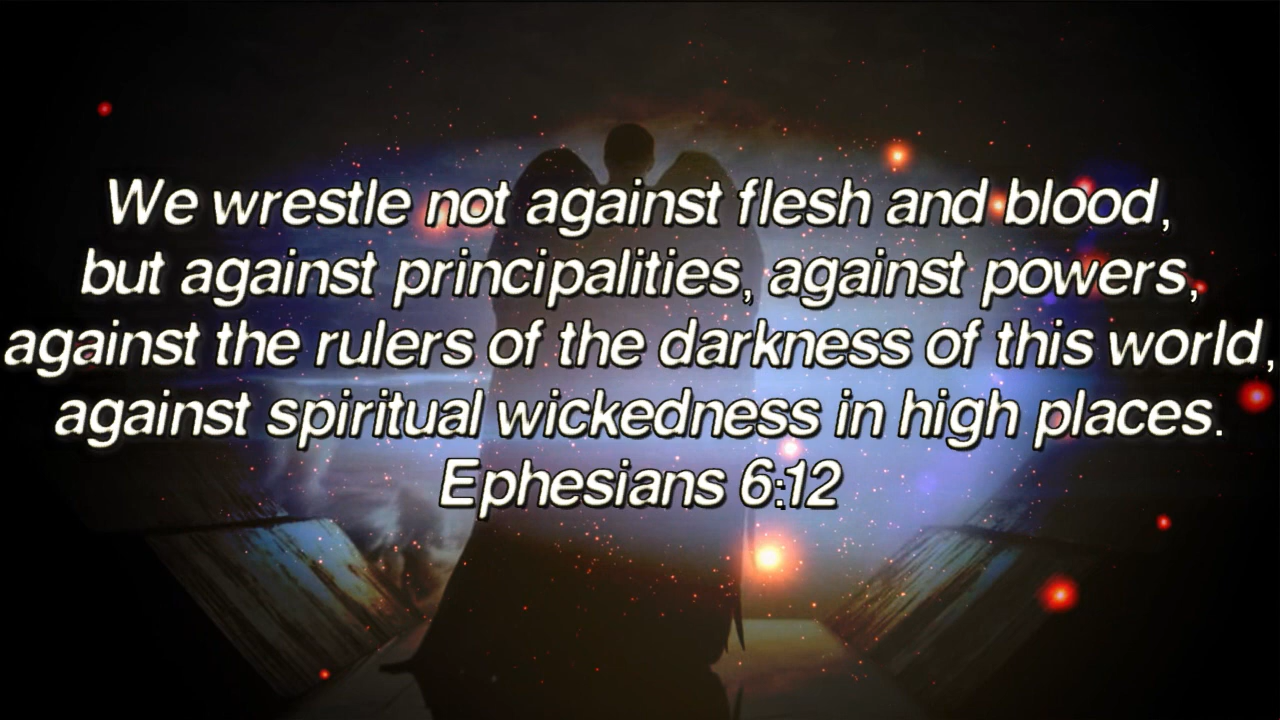 We wrestle not against flesh and blood,
but against principalities, against powers,
against the rulers of the darkness of this world,
against spiritual wickedness in high places.
Ephesians 6:12